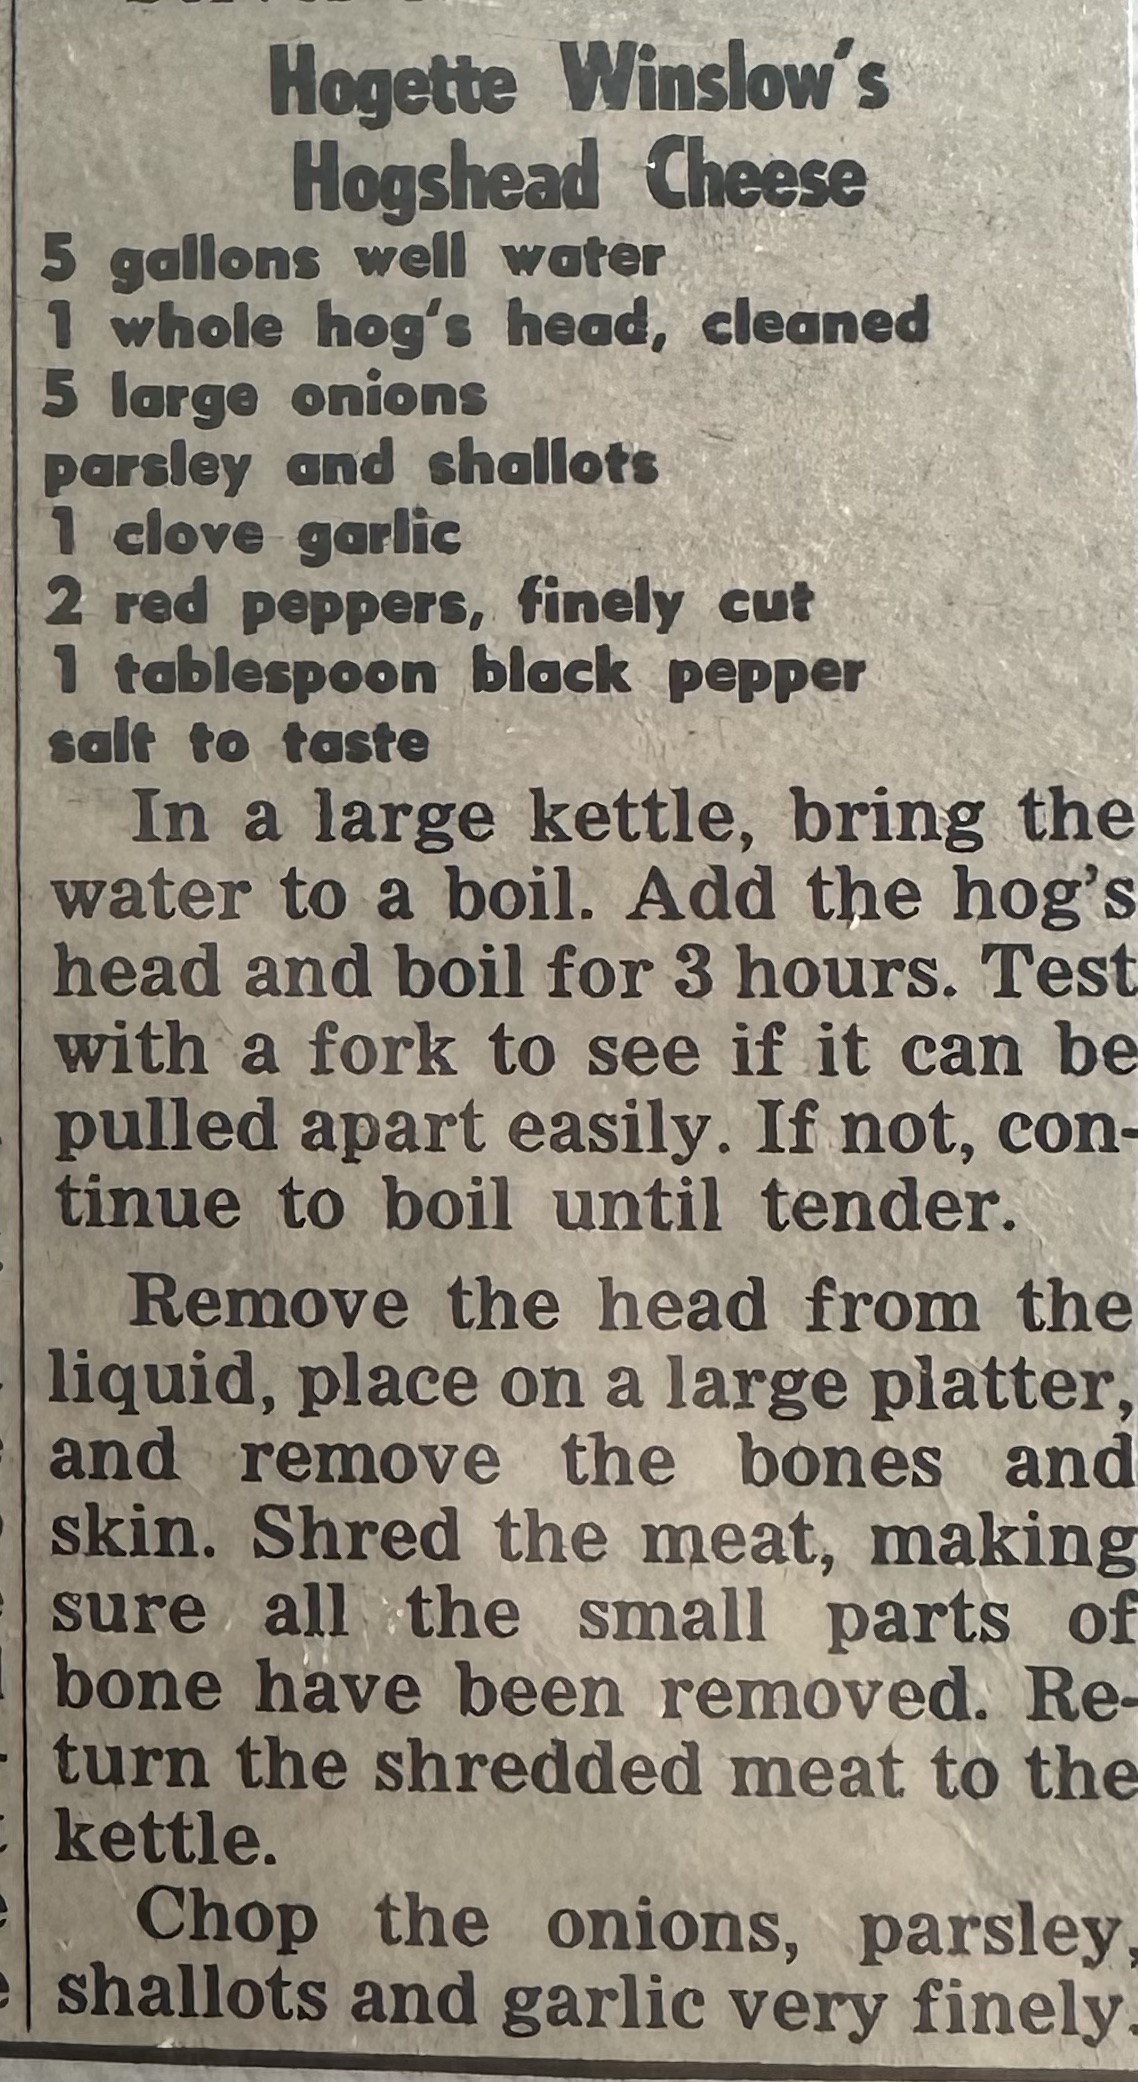 Hogette Winslow's
Hogshead Cheese
5 gallons well water
1 whole hog's head, cleaned
5 large onions
parsley and shallots
1 clove garlic
2 red peppers, finely cut
1 tablespoon black pepper
salt to taste
In a large kettle, bring the
water to a boil. Add the hog's
head and boil for 3 hours. Test
with a fork to see if it can be
pulled apart easily. If not, con-
tinue to boil until tender.
Remove the head from the
liquid, place on a large platter,
and remove the bones and
skin. Shred the meat, making
sure all the small parts of
bone have been removed. Re-
turn the shredded meat to the
kettle.
Chop the onions, parsley,
shallots and garlic very finely.